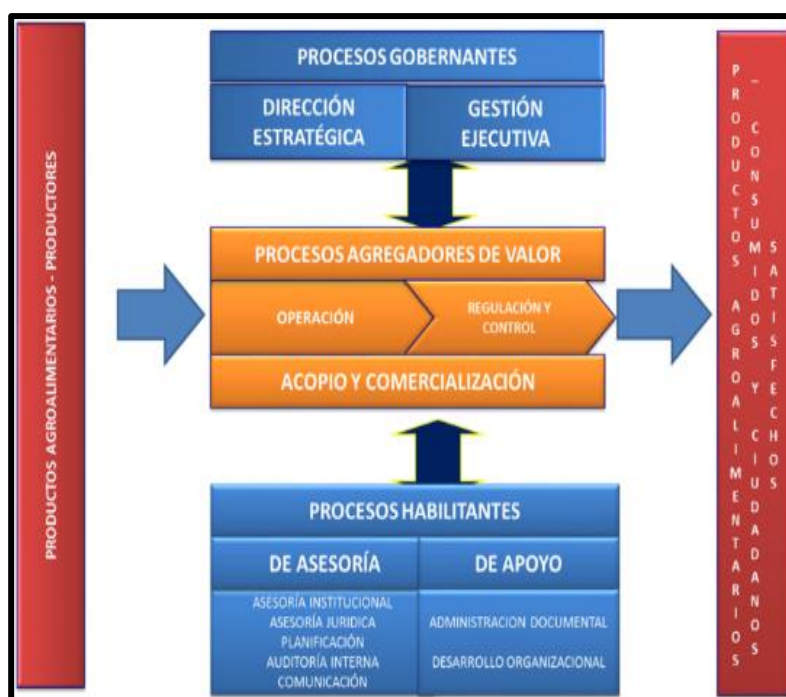 PRODUCTOS AGROALIMENTARIOS - PRODUCTORES
PROCESOS GOBERNANTES
DIRECCIÓN
ESTRATÉGICA
GESTIÓN
EJECUTIVA
PROCESOS AGREGADORES DE VALOR
OPERACIÓN
REGULACIÓN Y
CONTROL
ACOPIO Y COMERCIALIZACIÓN
PROCESOS HABILITANTES
DE ASESORÍA
ASESORÍA INSTITUCIONAL
ASESORÍA JURIDICA
PLANIFICACIÓN
AUDITORÍA INTERNA
COMUNICACIÓN
DE APOYO
ADMINISTRACION DOCUMENTAL
DESARROLLO ORGANIZACIONAL
PRODUCTOS AGROALIMENTARIOS
– CONSUMIDOS Y CIUDADANOS
SATISFECHOS